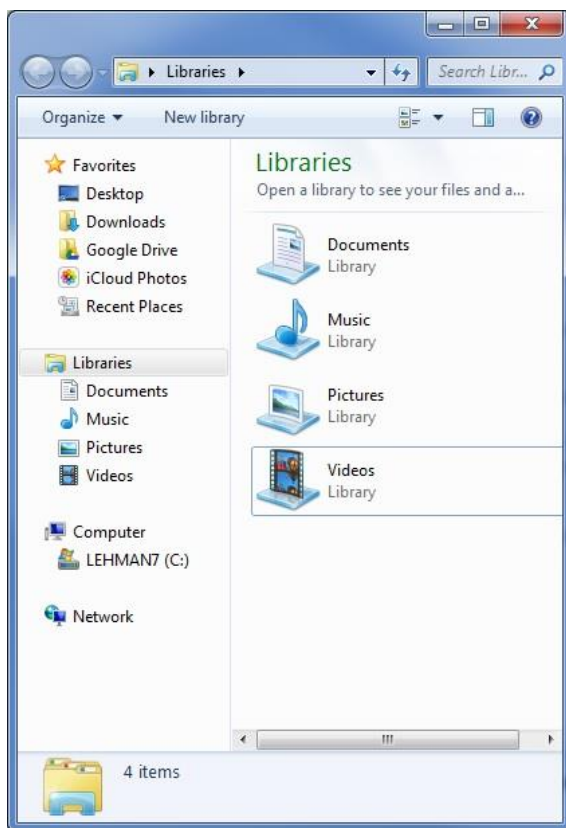 Libraries
Search Libr...
Organize
New library
Favorites
Desktop
Downloads
Google Drive
iCloud Photos
Recent Places
Libraries
Documents
Music
Pictures
Videos
Computer
LEHMAN7 (C:)
Network
Libraries
Open a library to see your files and a...
Documents
Library
Music
Library
Pictures
Library
Videos
Library
4 items